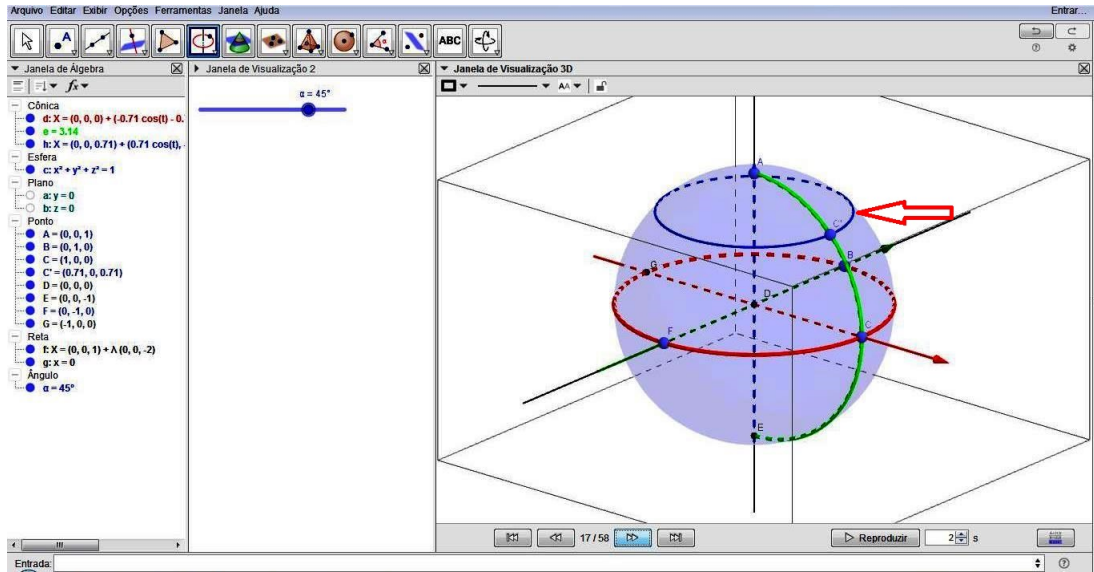 Arquivo Editar Exibir Opções Ferramentas Janela Ajuda
Entrar...
A
ABC
Janela de Álgebra
Janela de Visualização 2
Janela de Visualização 3D
fx
AA
Cônica
d: X = (0, 0, 0) + (-0.71 cos(t) - 0.
e = 3.14
h: X = (0, 0, 0.71) + (0.71 cos(t),
Esfera
c: x² + y² + z² = 1
Plano
a: y = 0
b: z = 0
Ponto
A = (0, 0, 1)
B = (0, 1, 0)
C = (1, 0, 0)
C' = (0.71, 0, 0.71)
D = (0, 0, 0)
E = (0, 0, -1)
F = (0, -1, 0)
G = (-1, 0, 0)
Reta
f: X = (0, 0, 1) + λ (0, 0, -2)
g: x = 0
Ângulo
α = 45°
α = 45°
A
C'
B
G
D
F
C
E
17 / 58
Reproduzir
2
s
Entrada: